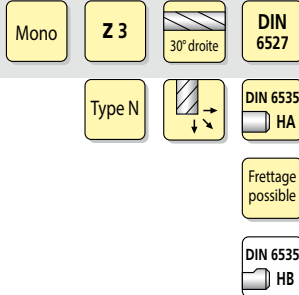 Mono
Z 3
30° droite
DIN
6527
Type N
DIN 6535
HA
Frettage
possible
DIN 6535
HB